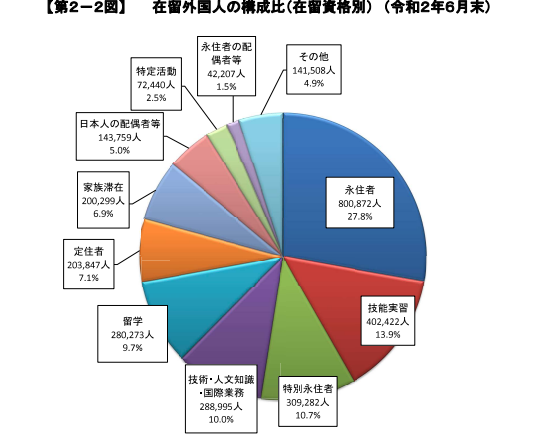 【第2－2図】　在留外国人の構成比（在留資格別）（令和2年6月末）
永住者の配
偶者等
42,207人
1.5%
その他
141,508人
4.9%
特定活動
72,440人
2.5%
日本人の配偶者等
143,759人
5.0%
家族滞在
200,299人
6.9%
定住者
203,847人
7.1%
留学
280,273人
9.7%
技術・人文知識
・国際業務
288,995人
10.0%
特別永住者
309,282人
10.7%
技能実習
402,422人
13.9%
永住者
800,872人
27.8%